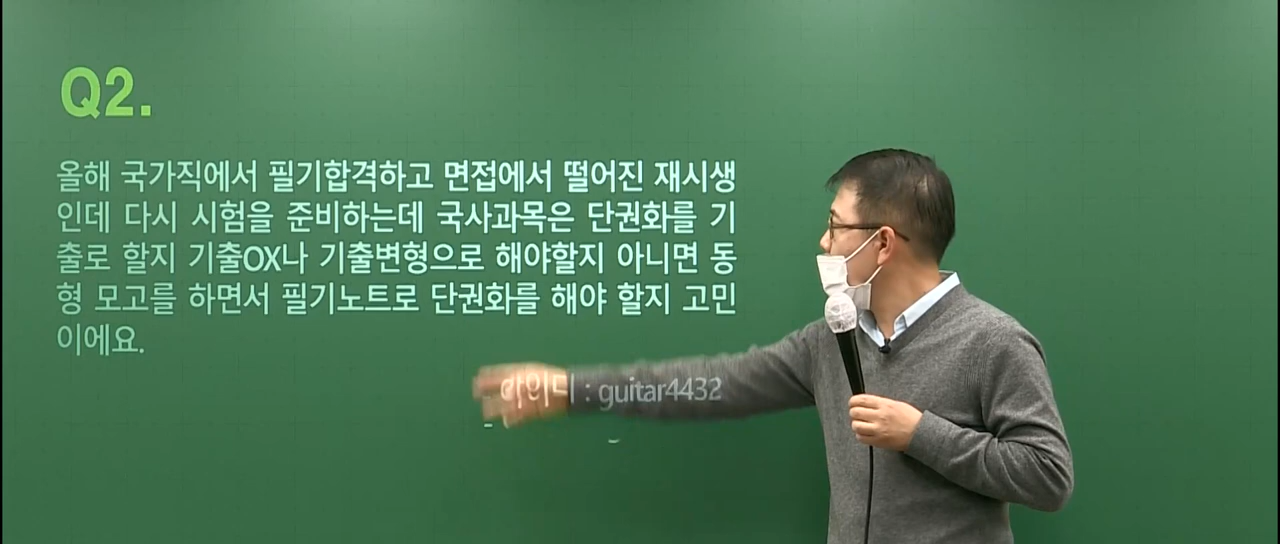 Q2.
올해 국가직에서 필기합격하고 면접에서 떨어진 재시생
인데 다시 시험을 준비하는데 국사과목은 단권화를 기
출로 할지 기출OX나 기출변형으로 해야할지 아니면 동
형 모고를 하면서 필기노트로 단권화를 해야 할지 고민
이에요.
아이디 : guitar4432